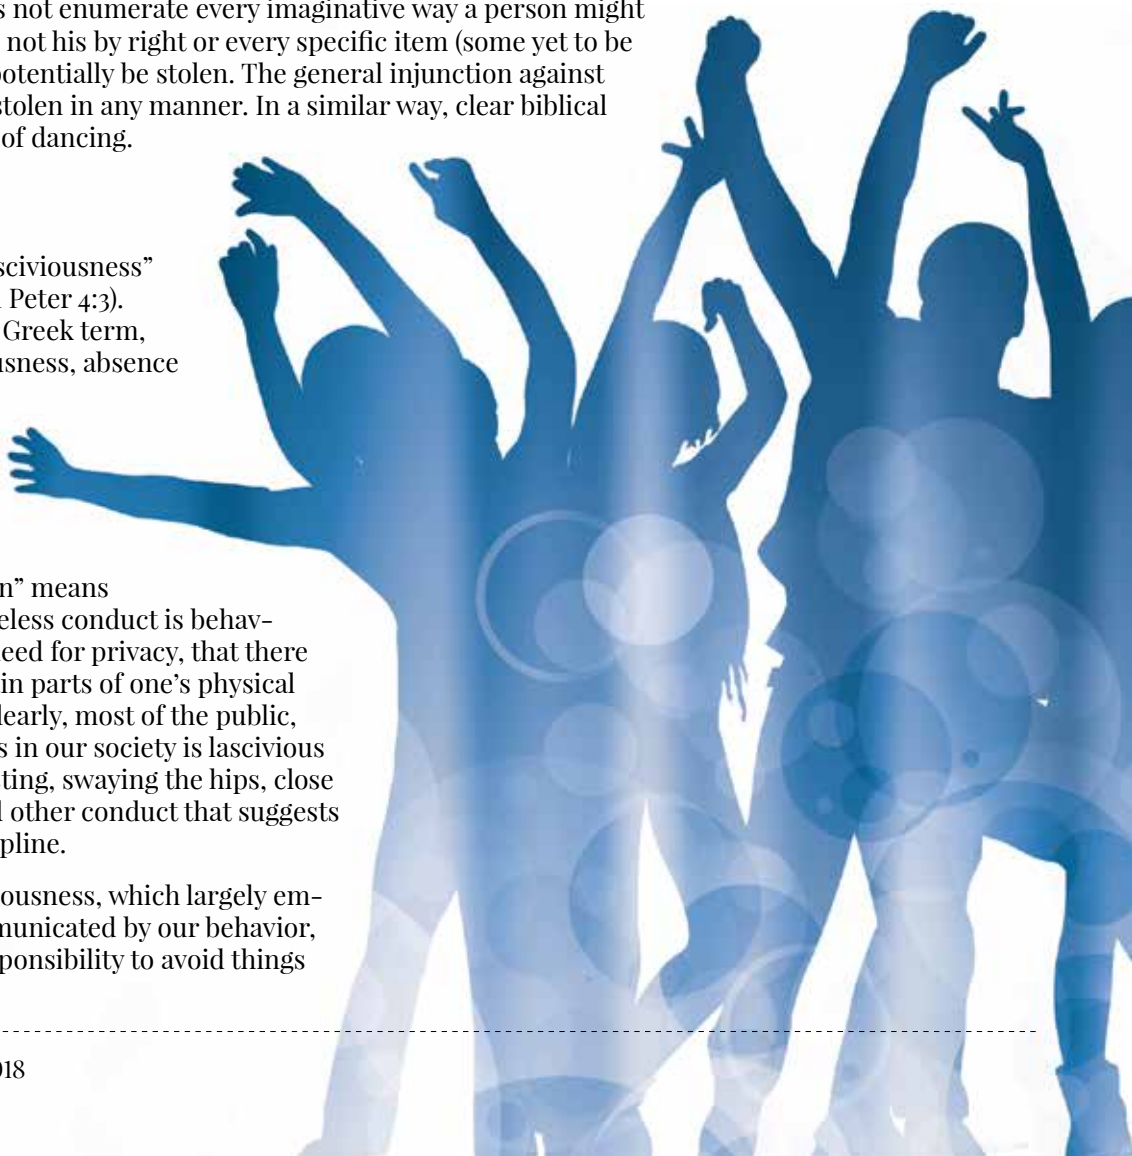 s not enumerate every imaginative way a person might
not his by right or every specific item (some yet to be
potentially be stolen. The general injunction against
stolen in any manner. In a similar way, clear biblical
of dancing.
sciviousness”
Peter 4:3).
Greek term,
usness, absence
n” means
eless conduct is behav-
eed for privacy, that there
in parts of one’s physical
learly, most of the public,
s in our society is lascivious
ting, swaying the hips, close
other conduct that suggests
pline.
ousness, which largely em-
municated by our behavior,
ponsibility to avoid things
018